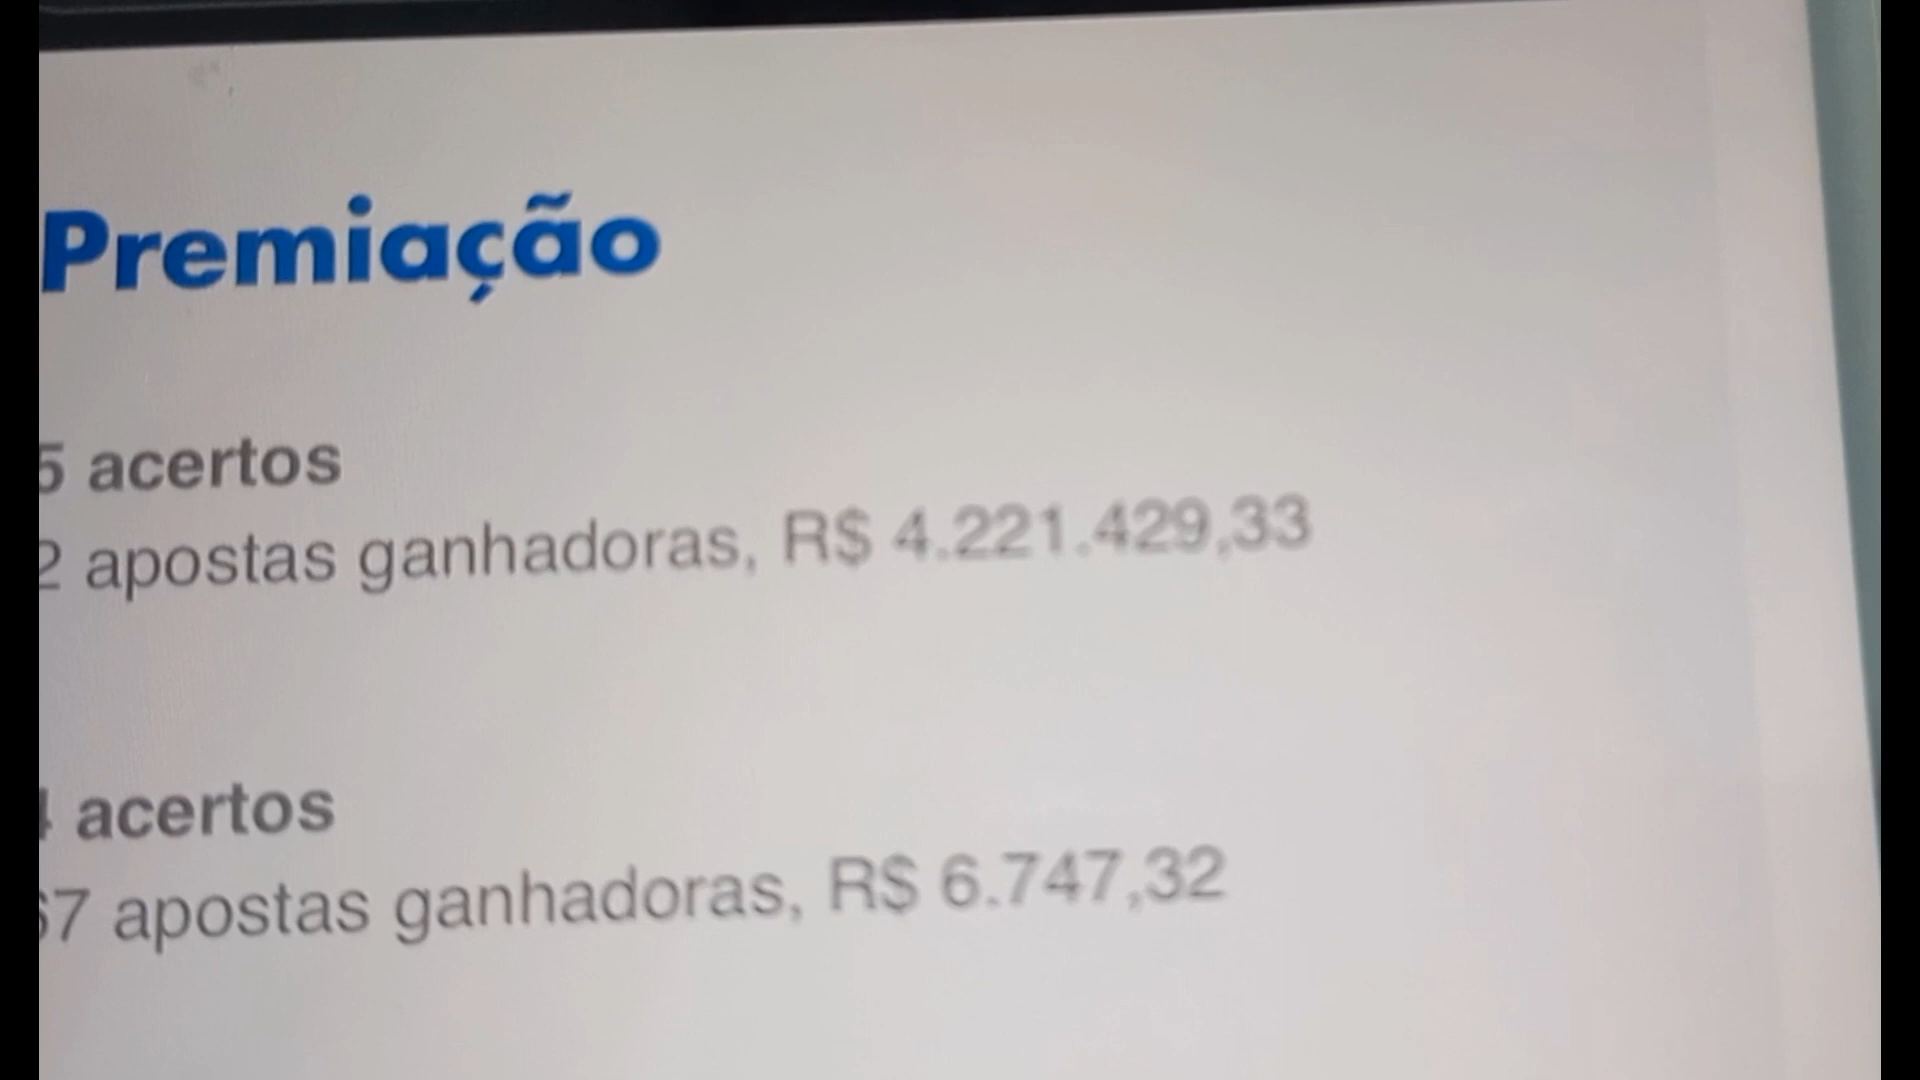 Premiação
5 acertos
2 apostas ganhadoras, R$ 4.221.429,33
acertos
7 apostas ganhadoras, R$ 6.747,32